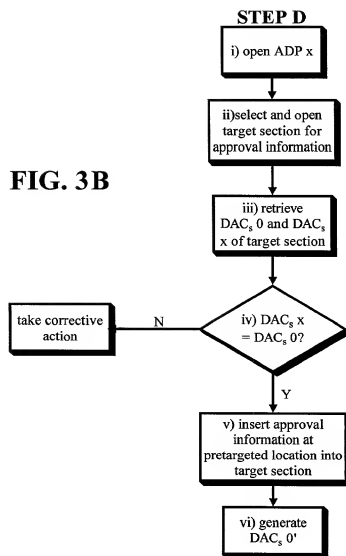 STEP D
i) open ADP x
ii)select and open
target section for
approval information
FIG. 3B
iii) retrieve
DACs 0 and DACs
x of target section
take corrective
action
N
iv) DACs x
= DACs 0?
Y
v) insert approval
information at
pretargeted location into
target section
vi) generate
DACs 0'